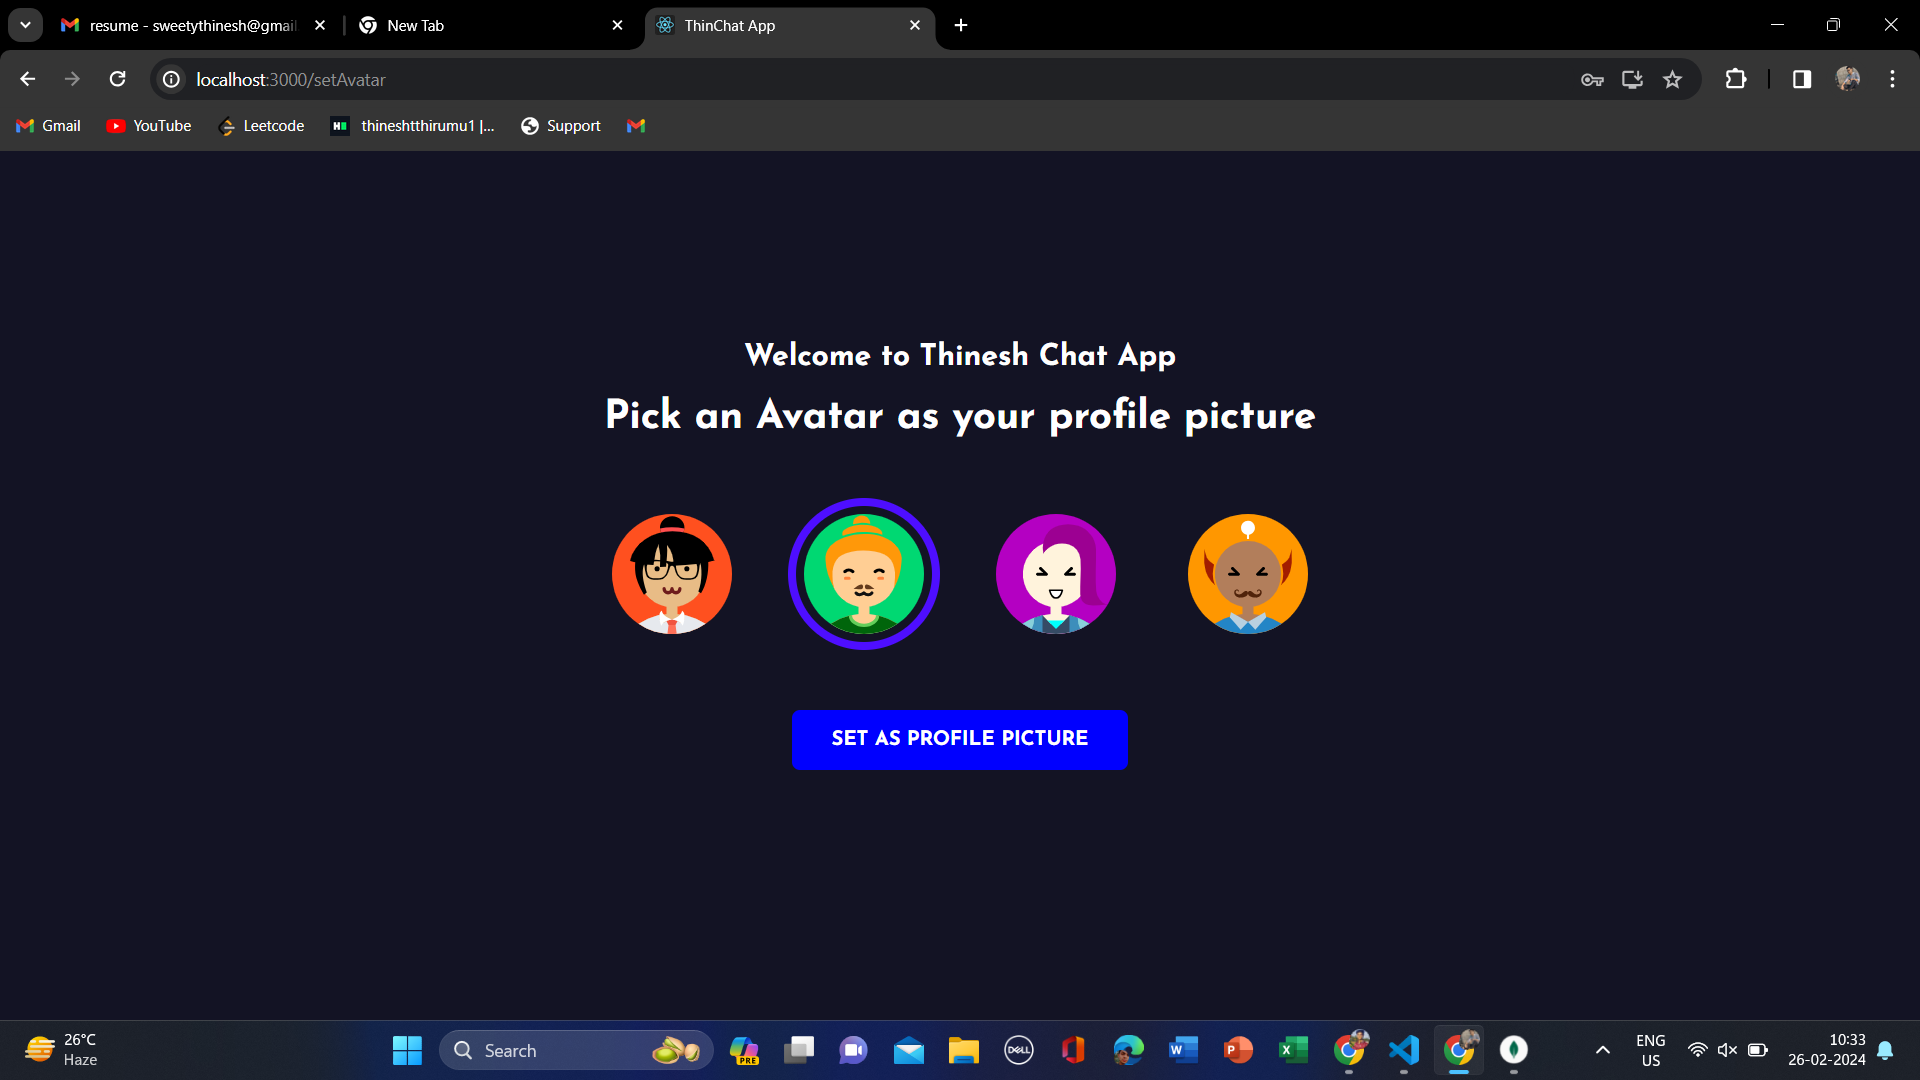 resume - sweetythinesh@gmail
New Tab
ThinChat App
localhost:3000/setAvatar
Gmail
YouTube
Leetcode
thineshtthirumu1 |...
Support
Welcome to Thinesh Chat App
Pick an Avatar as your profile picture
SET AS PROFILE PICTURE
26°C
Haze
Search
PRE
DELL
ENG
US
10:33
26-02-2024